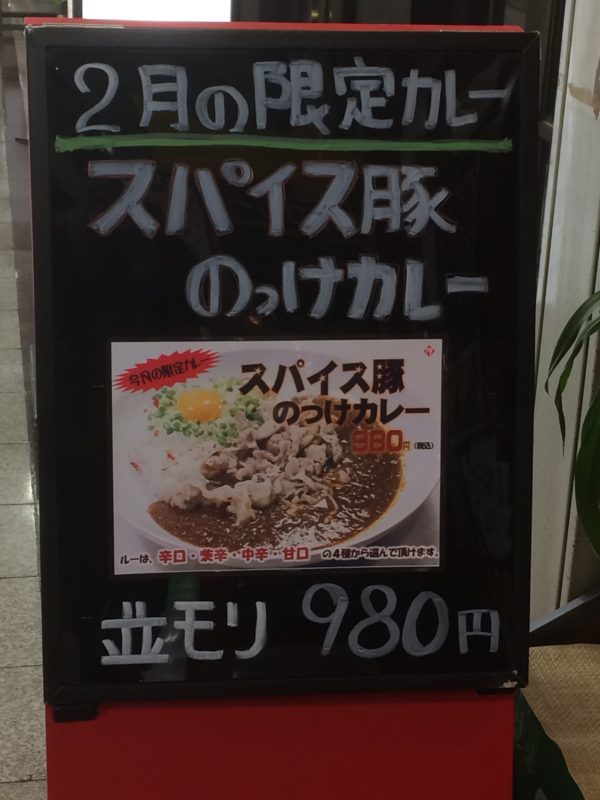 2月の限定カレー
スパイス豚
のっけカレー
今月の限定カレー
スパイス豚
のっけカレー
980円(税込)
ルーは、辛口・茨辛・中辛・甘口 の4種から選んで頂けます。
並モリ 980円